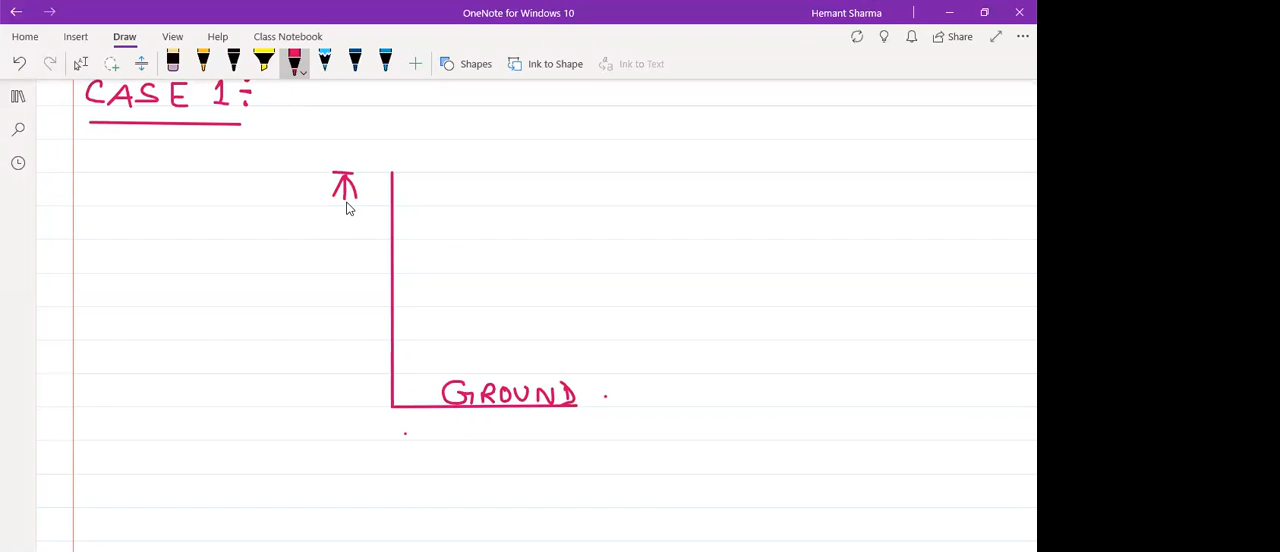 OneNote for Windows 10
Hemant Sharma
Home Insert Draw View Help Class Notebook
Share
Shapes Ink to Shape Ink to Text
CASE 1:
GROUND